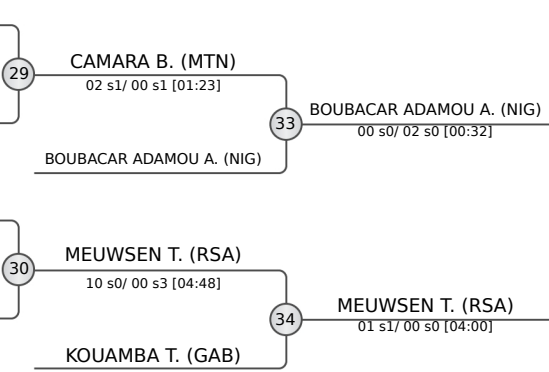 29
CAMARA B. (MTN)
02 s1/ 00 s1 [01:23]
33
BOUBACAR ADAMOU A. (NIG)
00 s0/ 02 s0 [00:32]
BOUBACAR ADAMOU A. (NIG)
30
MEUWSEN T. (RSA)
10 s0/ 00 s3 [04:48]
34
MEUWSEN T. (RSA)
01 s1/ 00 s0 [04:00]
KOUAMBA T. (GAB)